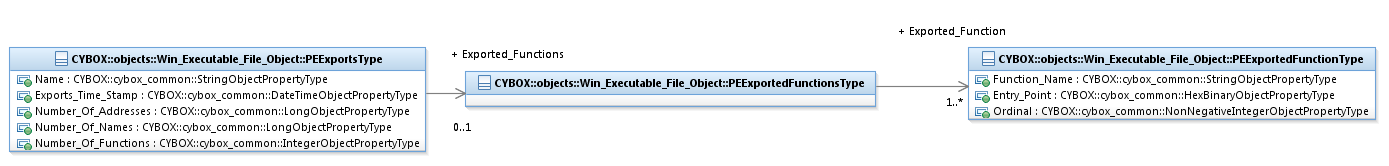 CYBOX::objects::Win_Executable_File_Object::PEExportsType
Name : CYBOX::cybox_common::StringObjectPropertyType
Exports_Time_Stamp : CYBOX::cybox_common::DateTimeObjectPropertyType
Number_Of_Addresses : CYBOX::cybox_common::LongObjectPropertyType
Number_Of_Names : CYBOX::cybox_common::LongObjectPropertyType
Number_Of_Functions : CYBOX::cybox_common::IntegerObjectPropertyType
+ Exported_Functions
0..1
CYBOX::objects::Win_Executable_File_Object::PEExportedFunctionsType
+ Exported_Function
1..*
CYBOX::objects::Win_Executable_File_Object::PEExportedFunctionType
Function_Name : CYBOX::cybox_common::StringObjectPropertyType
Entry_Point : CYBOX::cybox_common::HexBinaryObjectPropertyType
Ordinal : CYBOX::cybox_common::NonNegativeIntegerObjectPropertyType